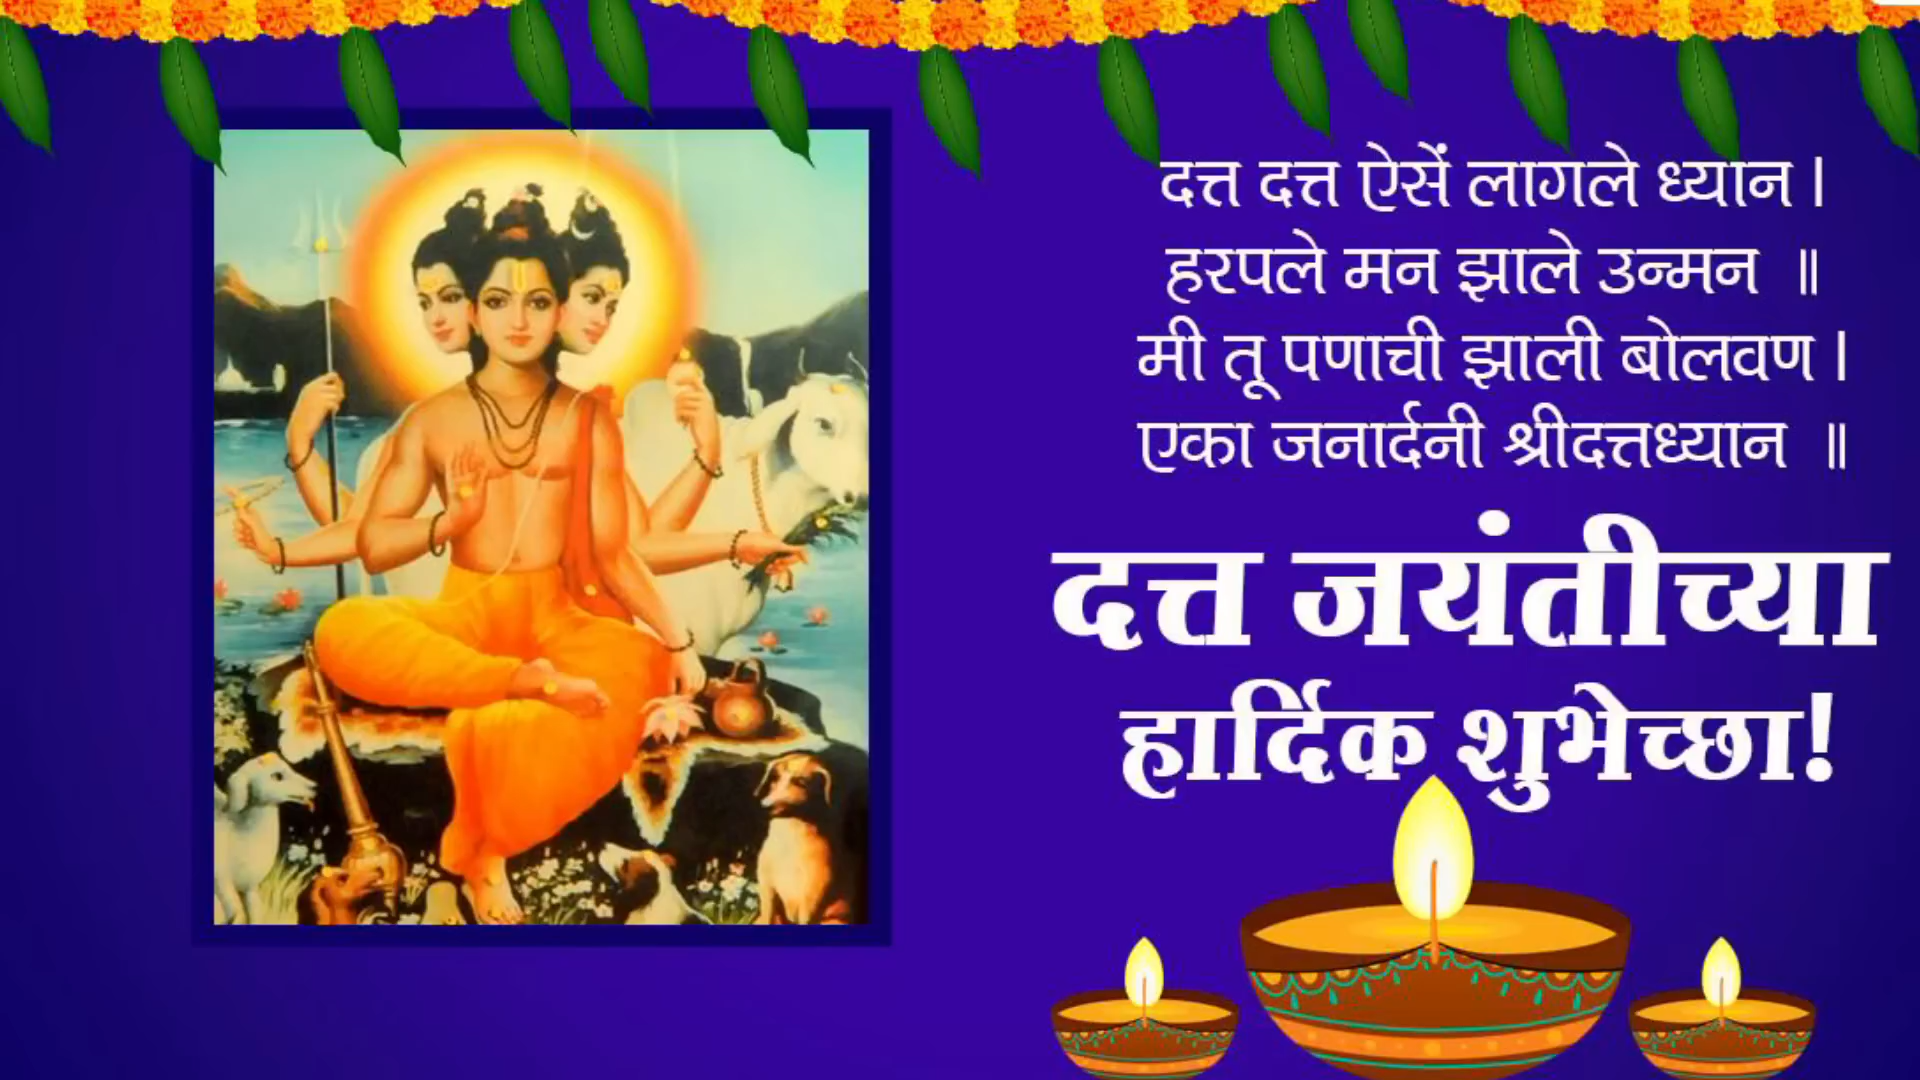 दत्त दत्त ऐसें लागले ध्यान।
हरपले मन झाले उन्मन ॥
मी तू पणाची झाली बोलवण।
एका जनार्दनी श्रीदत्तध्यान ॥
दत्त जयंतीच्या
हार्दिक शुभेच्छा!